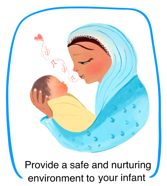 Provide a safe and nurturing
environment to your infant